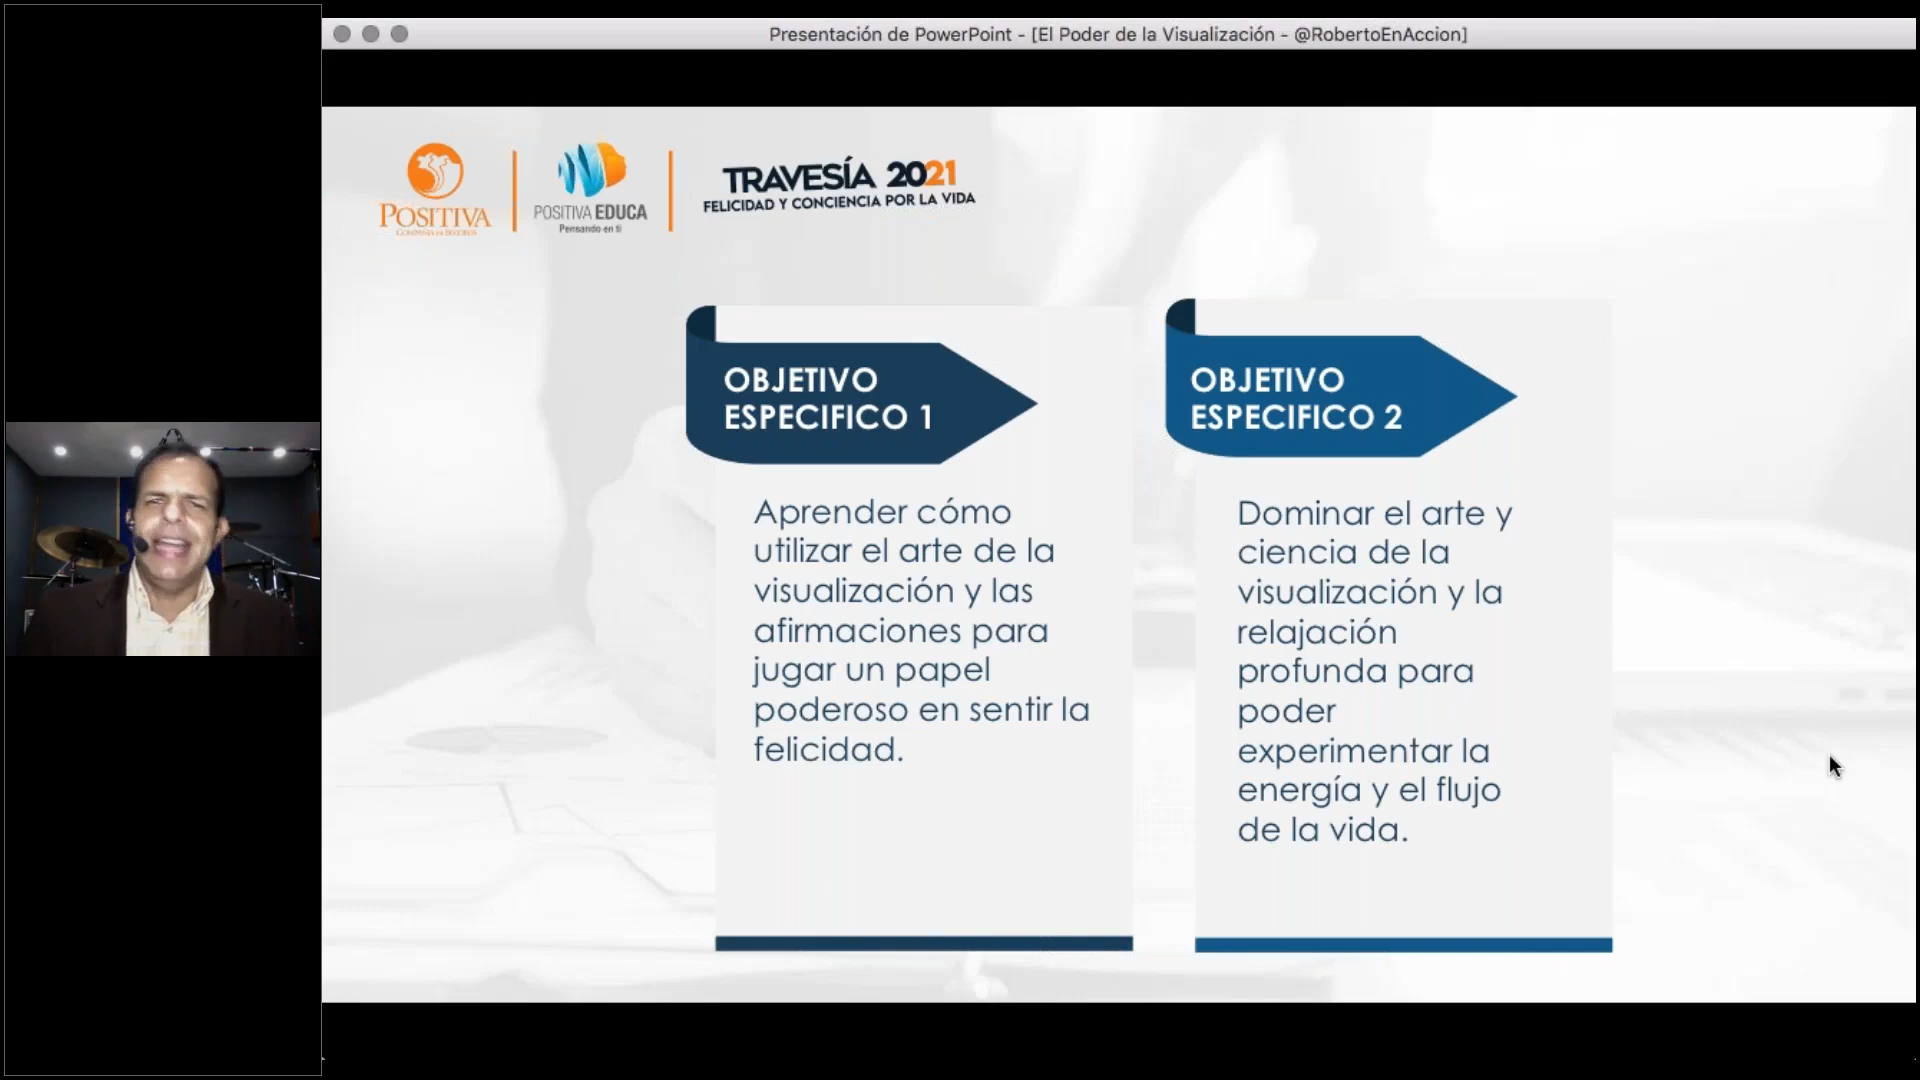 Presentación de PowerPoint - [El Poder de la Visualización - @RobertoEnAccion]
POSITIVA
COMPAÑÍA DE SEGUROS
POSITIVA EDUCA
Pensando en ti
TRAVESÍA 2021
FELICIDAD Y CONCIENCIA POR LA VIDA
OBJETIVO
ESPECIFICO 1
Aprender cómo
utilizar el arte de la
visualización y las
afirmaciones para
jugar un papel
poderoso en sentir la
felicidad.
OBJETIVO
ESPECIFICO 2
Dominar el arte y
ciencia de la
visualización y la
relajación
profunda para
poder
experimentar la
energía y el flujo
de la vida.